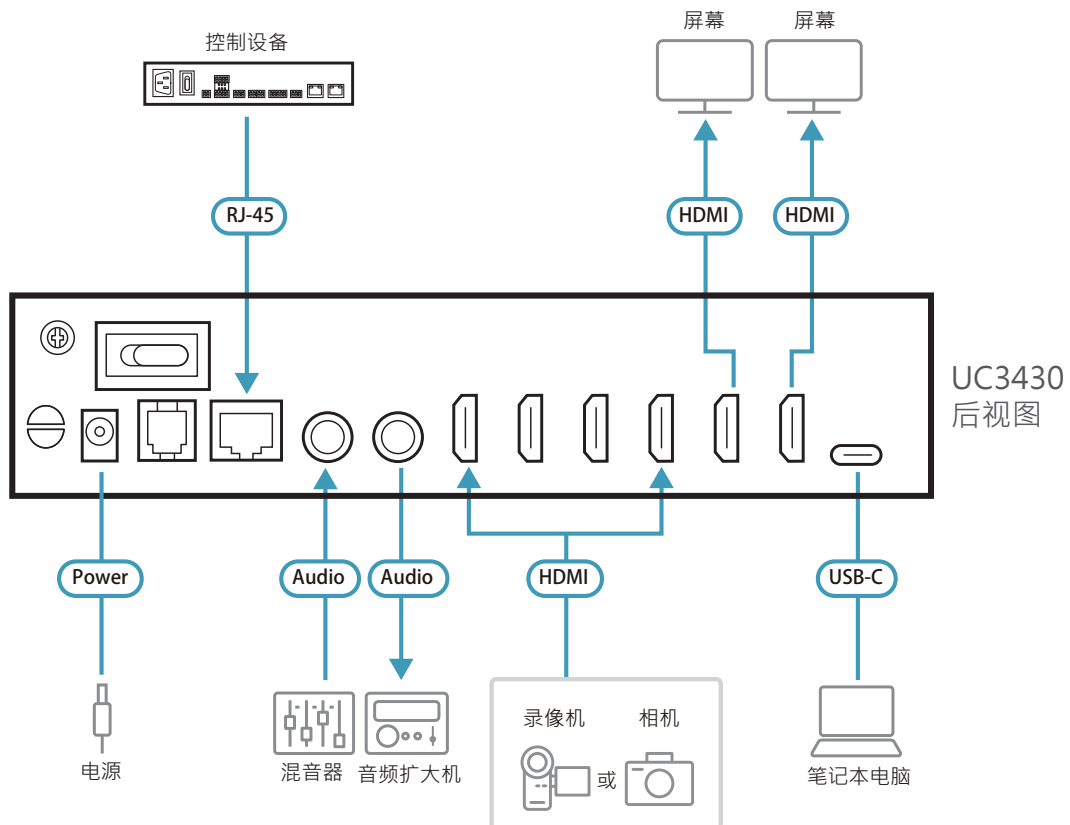 屏幕
屏幕
控制设备
RJ-45
HDMI
HDMI
UC3430
后视图
Power
Audio
Audio
HDMI
USB-C
电源
混音器
音频扩大机
录像机
相机
或
笔记本电脑